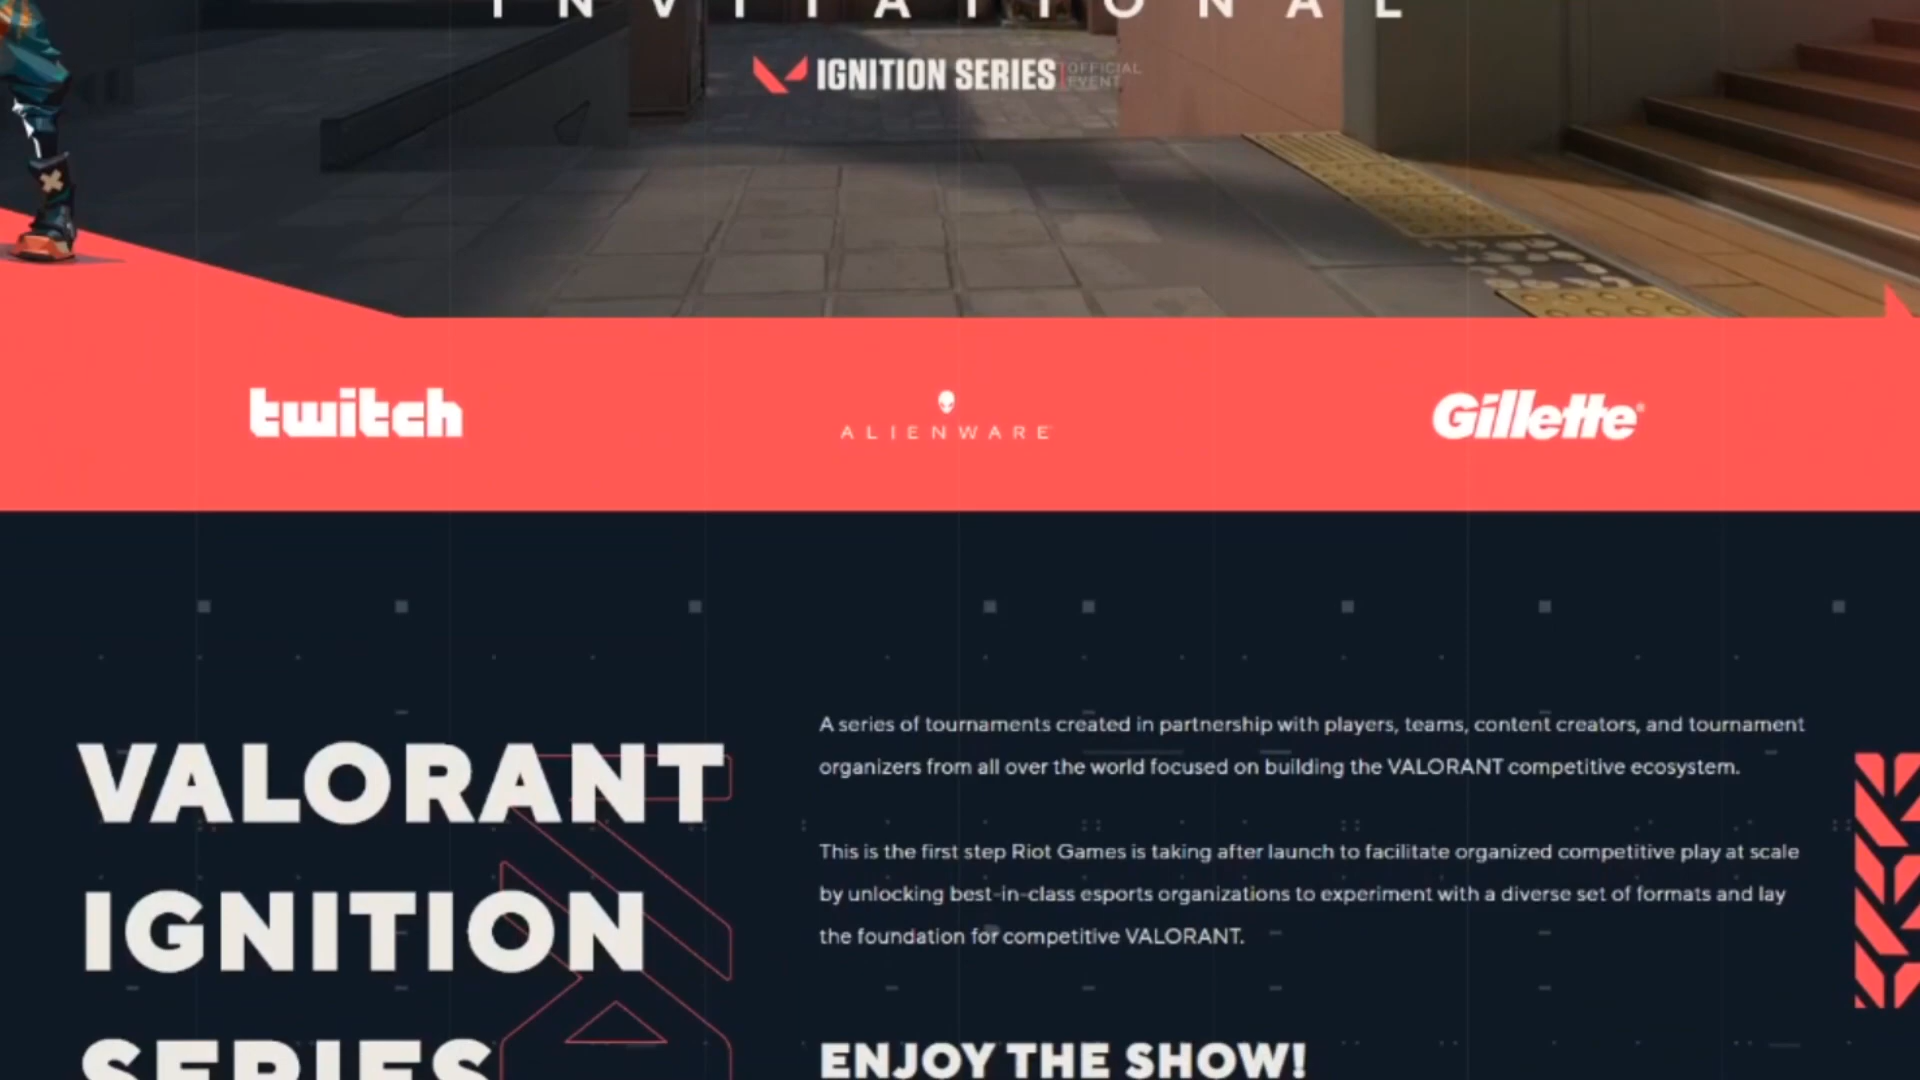 INVITATIONAL
IGNITION SERIES OFFICIAL EVENT
twitch
ALIENWARE
Gillette®
VALORANT
IGNITION
SERIES
A series of tournaments created in partnership with players, teams, content creators, and tournament
organizers from all over the world focused on building the VALORANT competitive ecosystem.
This is the first step Riot Games is taking after launch to facilitate organized competitive play at scale
by unlocking best-in-class esports organizations to experiment with a diverse set of formats and lay
the foundation for competitive VALORANT.
ENJOY THE SHOW!